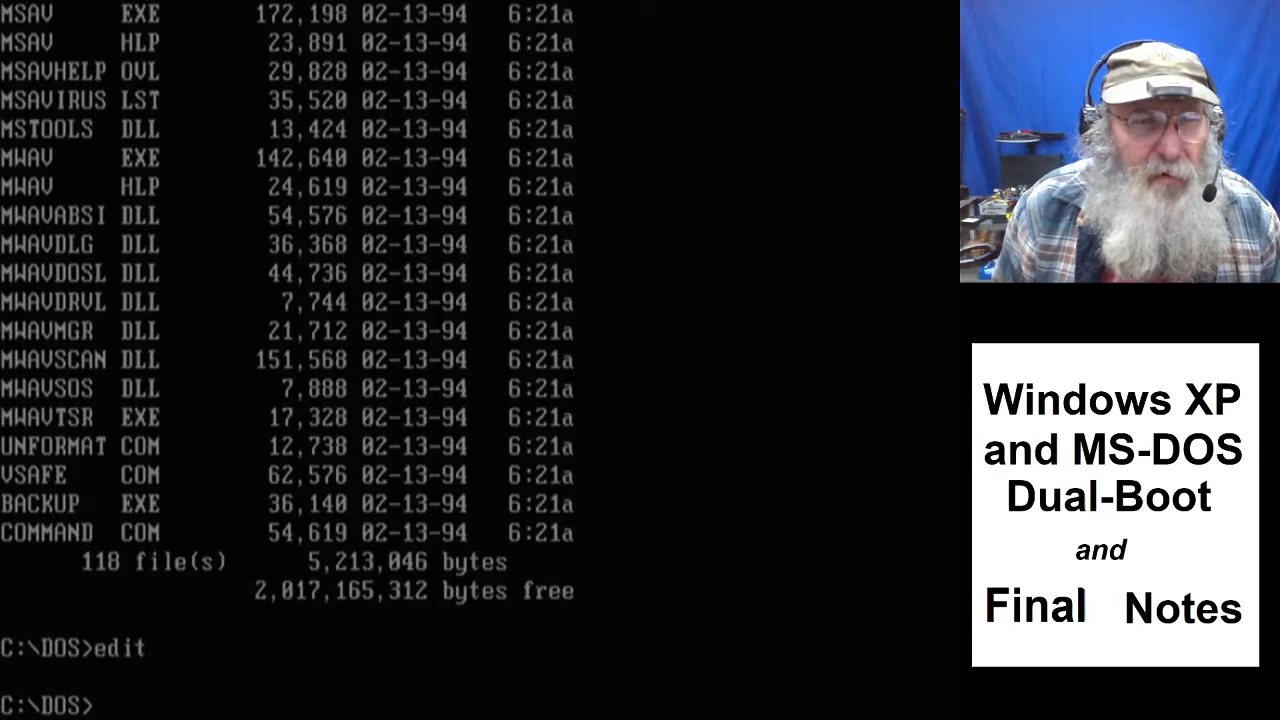 MSAV     EXE       172,198 02-13-94   6:21a
MSAV     HLP        23,891 02-13-94   6:21a
MSAVHELP OVL        29,828 02-13-94   6:21a
MSAVIRUS LST        35,520 02-13-94   6:21a
MSTOOLS  DLL        13,424 02-13-94   6:21a
MWAV     EXE       142,640 02-13-94   6:21a
MWAV     HLP        24,619 02-13-94   6:21a
MWAVABSI DLL        54,576 02-13-94   6:21a
MWAVDLG  DLL        36,368 02-13-94   6:21a
MWAVDOSL DLL        44,736 02-13-94   6:21a
MWAVDRVL DLL         7,744 02-13-94   6:21a
MWAVMGR  DLL        21,712 02-13-94   6:21a
MWAVSCAN DLL       151,568 02-13-94   6:21a
MWAVSOS  DLL         7,888 02-13-94   6:21a
MWAVTSR  EXE        17,328 02-13-94   6:21a
UNFORMAT COM        12,738 02-13-94   6:21a
VSAFE    COM        62,576 02-13-94   6:21a
BACKUP   EXE        36,140 02-13-94   6:21a
COMMAND  COM        54,619 02-13-94   6:21a
118 file(s)      5,213,046 bytes
2,017,165,312 bytes free
C:\DOS>edit
C:\DOS>
Windows XP
and MS-DOS
Dual-Boot
and
Final Notes